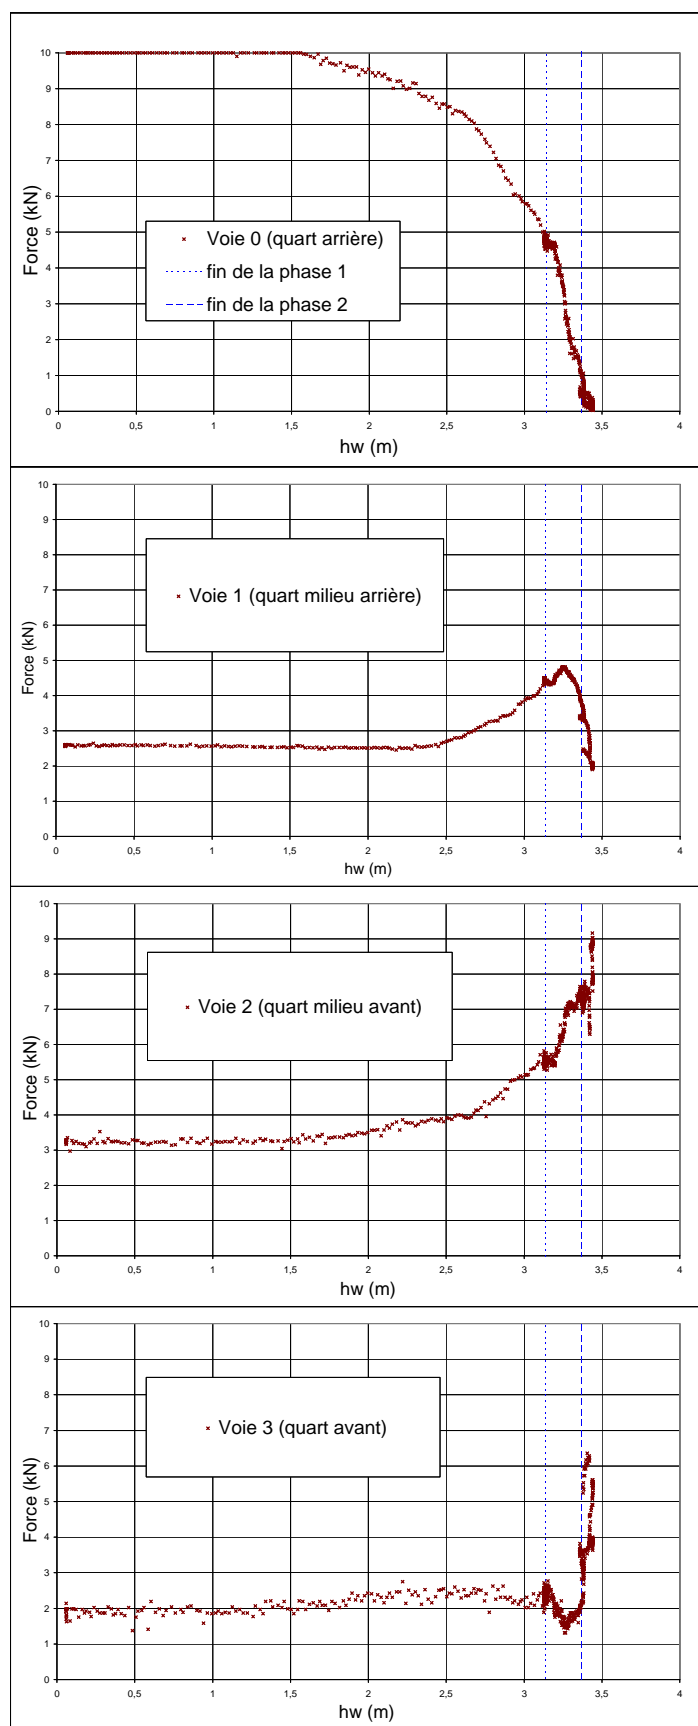 10
9
8
7
6
5
4
3
2
1
0
Force (kN)
Voie 0 (quart arrière)
fin de la phase 1
fin de la phase 2
0 0,5 1 1,5 2 2,5 3 3,5 4
hw (m)
10
9
8
7
6
5
4
3
2
1
0
Force (kN)
Voie 1 (quart milieu arrière)
0 0,5 1 1,5 2 2,5 3 3,5 4
hw (m)
10
9
8
7
6
5
4
3
2
1
0
Force (kN)
Voie 2 (quart milieu avant)
0 0,5 1 1,5 2 2,5 3 3,5 4
hw (m)
10
9
8
7
6
5
4
3
2
1
0
Force (kN)
Voie 3 (quart avant)
0 0,5 1 1,5 2 2,5 3 3,5 4
hw (m)